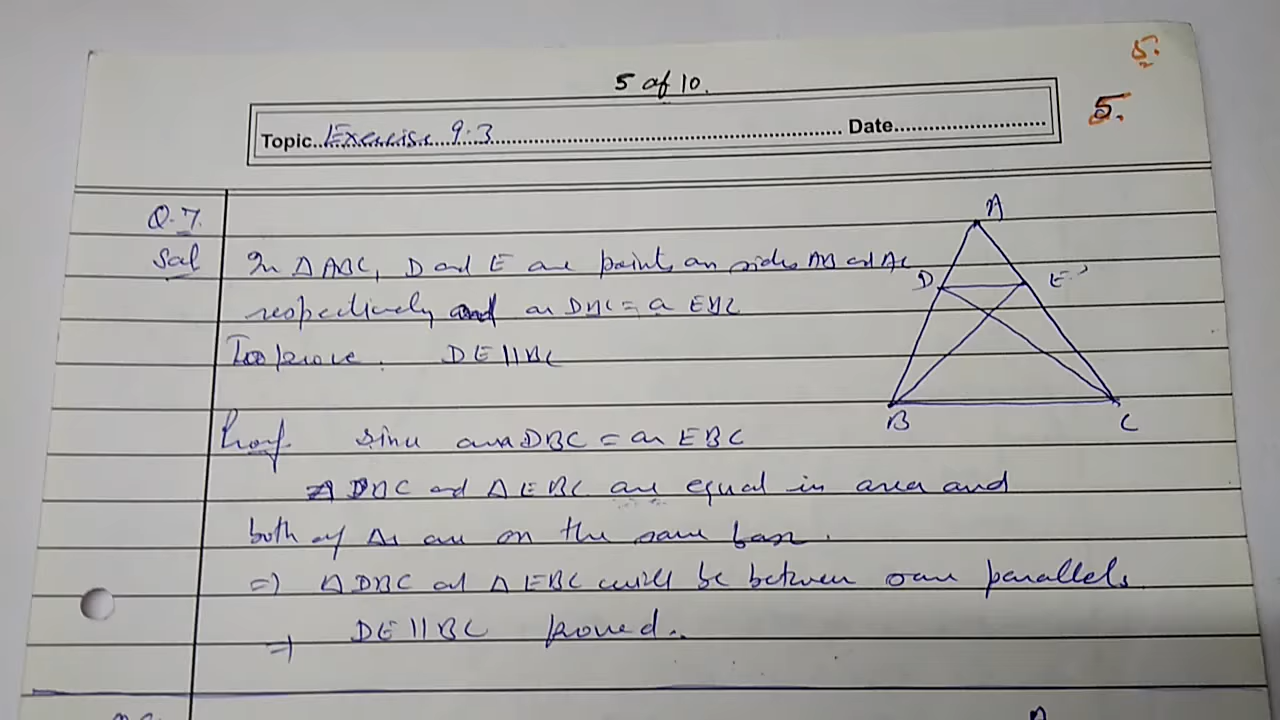 5 of 10.
5.
5.
Topic Exercise 9.3 Date
Q.7.
Sol In Δ ABC, D and E are points on sides AB and AC
respectively and ar DBC = ar EBC
To prove. DE || BC
A
D
E
B
C
Proof. Since ar DBC = ar EBC
Δ DBC and Δ EBC are equal in area and
both of Δs are on the same base.
=) Δ DBC and Δ EBC will be between same parallels
=) DE || BC proved.